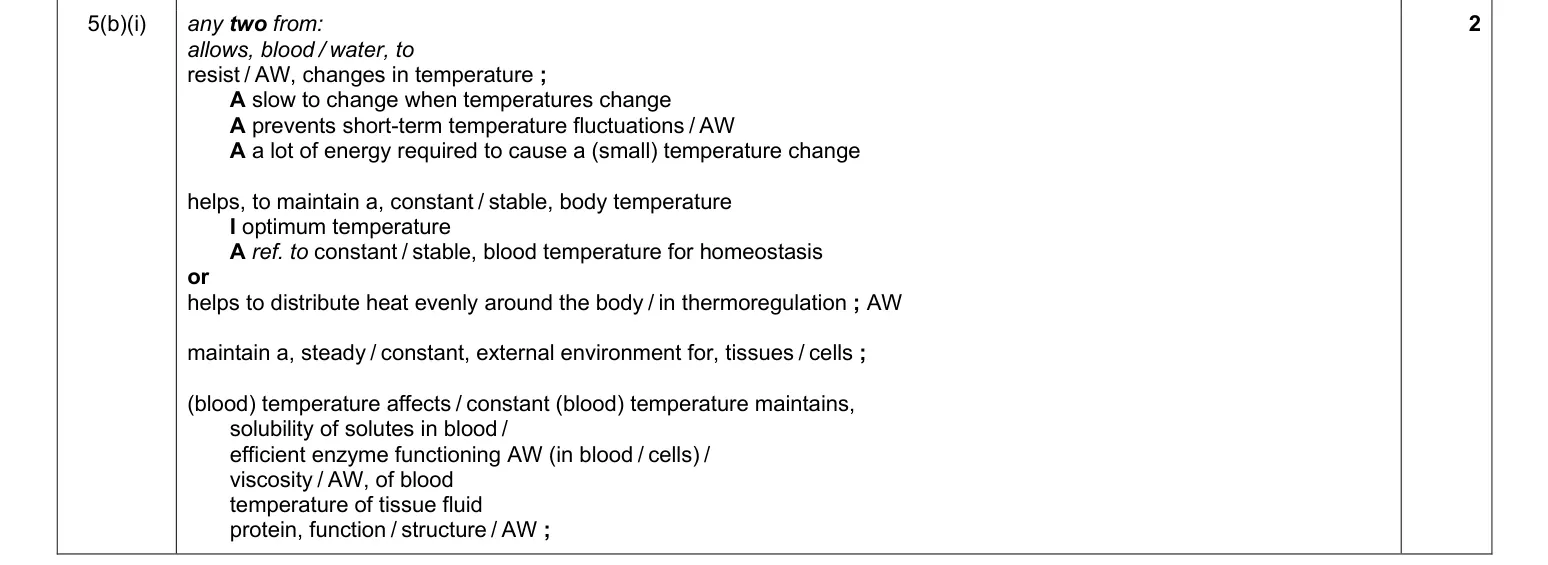 5(b)(i)
any two from:
2
allows, blood / water, to
resist / AW, changes in temperature ;
A slow to change when temperatures change
A prevents short-term temperature fluctuations / AW
A a lot of energy required to cause a (small) temperature change
helps, to maintain a, constant / stable, body temperature
I optimum temperature
A ref. to constant / stable, blood temperature for homeostasis
or
helps to distribute heat evenly around the body / in thermoregulation ; AW
maintain a, steady / constant, external environment for, tissues / cells ;
(blood) temperature affects / constant (blood) temperature maintains,
solubility of solutes in blood /
efficient enzyme functioning AW (in blood / cells) /
viscosity / AW, of blood
temperature of tissue fluid
protein, function / structure / AW ;